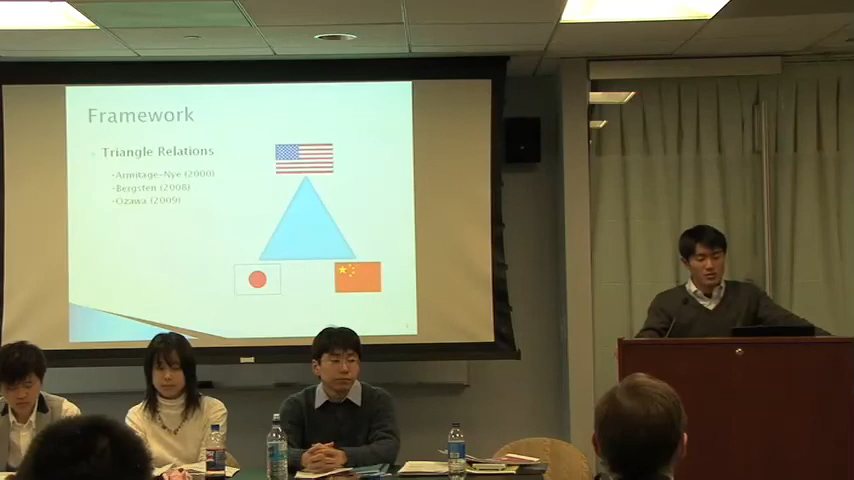 Framework
Triangle Relations
-Armitage-Nye (2000)
-Bergsten (2008)
-Ozawa (2009)